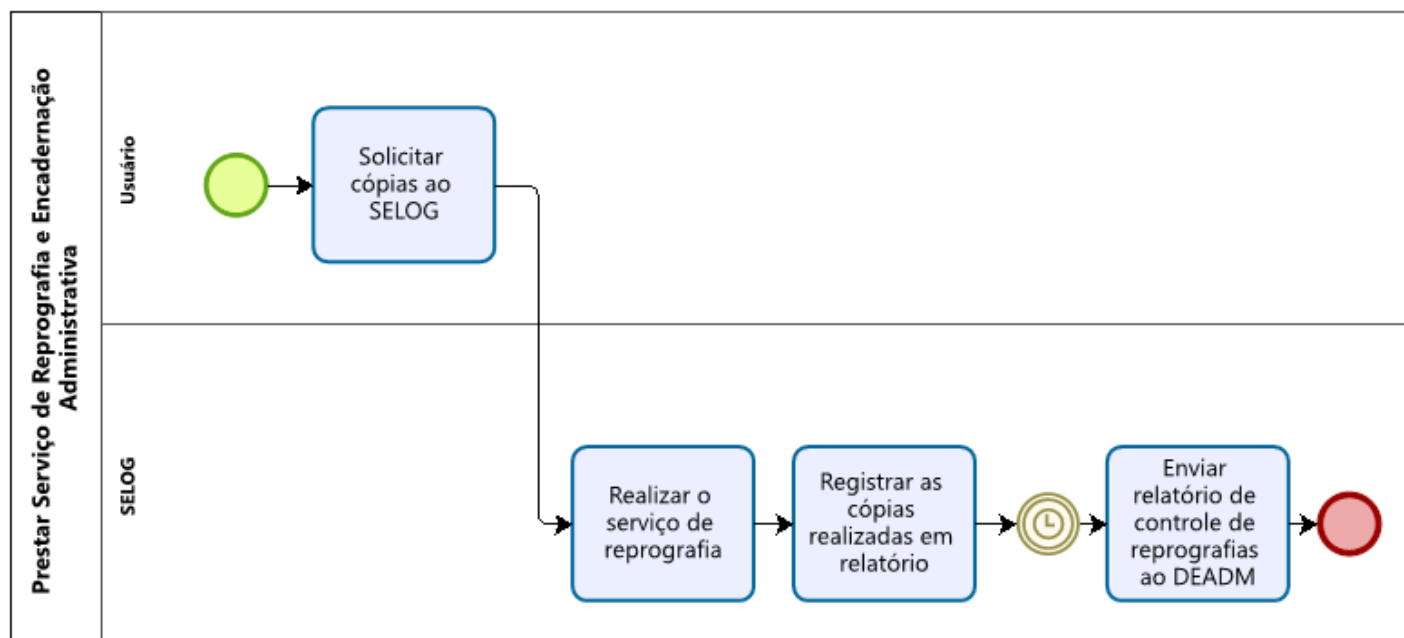 Prestar Serviço de Reprografia e Encadernação
Administrativa
Usuário
Solicitar
cópias ao
SELOG
SELOG
Realizar o
serviço de
reprografia
Registrar as
cópias
realizadas em
relatório
Enviar
relatório de
controle de
reprografias
ao DEADM